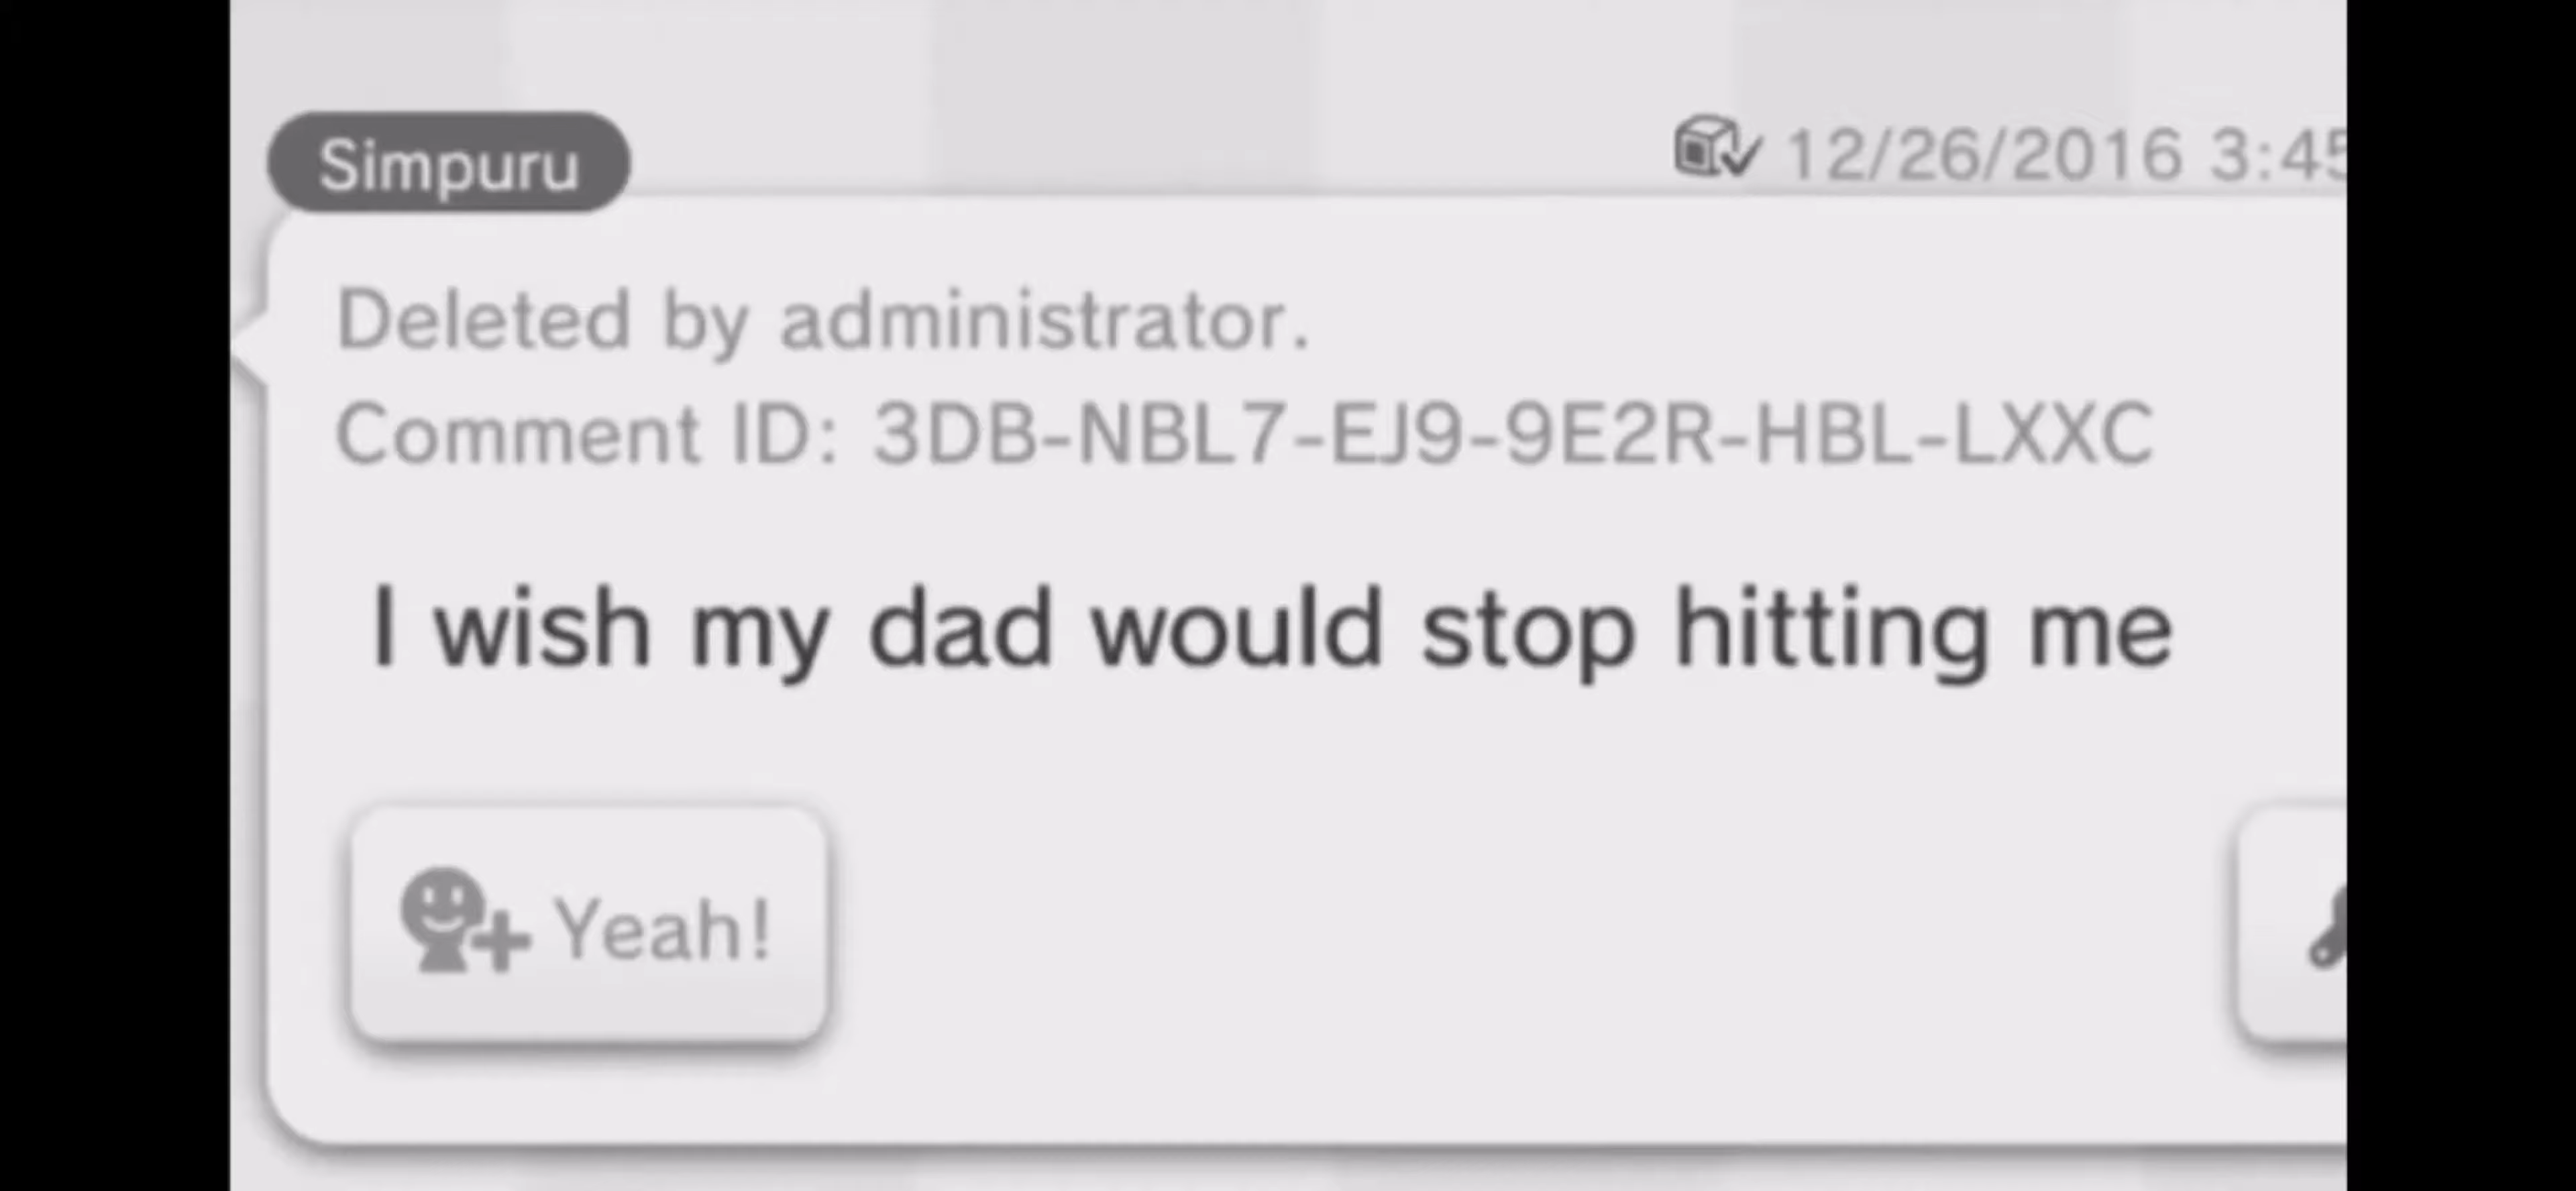 Simpuru
12/26/2016 3:45
Deleted by administrator.
Comment ID: 3DB-NBL7-EJ9-9E2R-HBL-LXXC
I wish my dad would stop hitting me
Yeah!